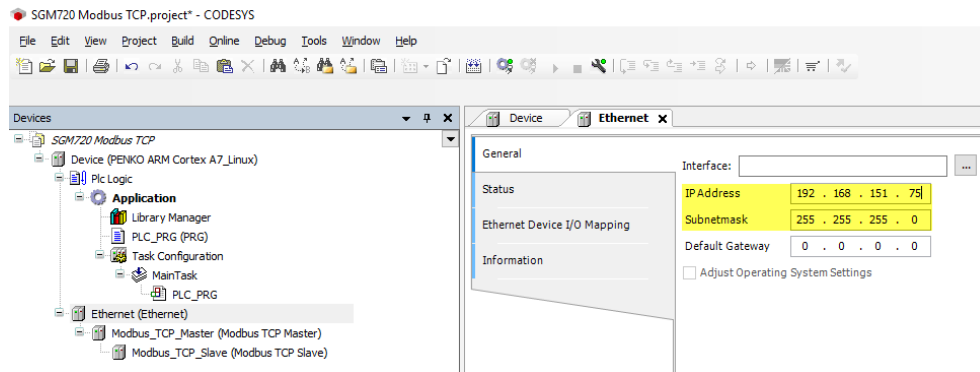 SGM720 Modbus TCP.project* - CODESYS
File Edit View Project Build Online Debug Tools Window Help
Devices
SGM720 Modbus TCP
Device (PENKO ARM Cortex A7_Linux)
Plc Logic
Application
Library Manager
PLC_PRG (PRG)
Task Configuration
MainTask
PLC_PRG
Ethernet (Ethernet)
Modbus_TCP_Master (Modbus TCP Master)
Modbus_TCP_Slave (Modbus TCP Slave)
Device Ethernet
General
Status
Ethernet Device I/O Mapping
Information
Interface: ...
IP Address 192 . 168 . 151 . 75
Subnetmask 255 . 255 . 255 . 0
Default Gateway 0 . 0 . 0 . 0
Adjust Operating System Settings